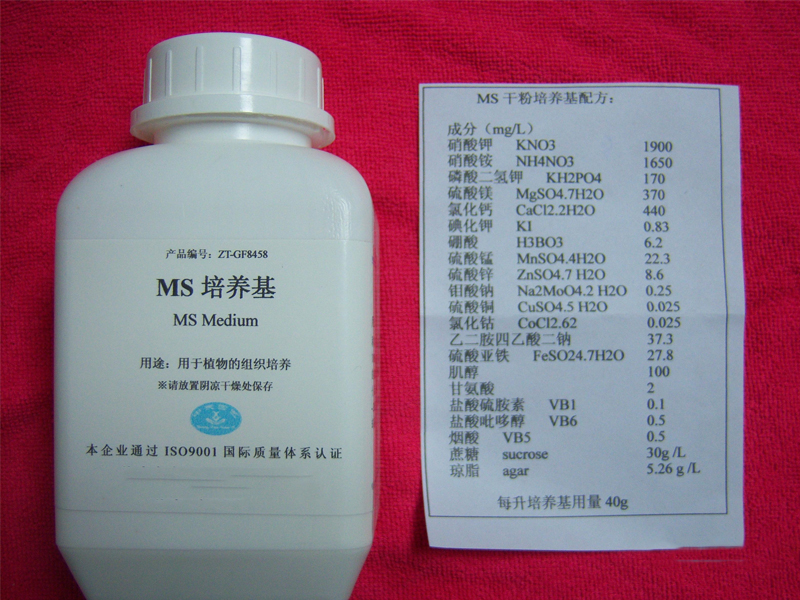 产品编号: ZT-GF8458
MS 培养基
MS Medium
用途: 用于植物的组织培养
※请放置阴凉干燥处保存
本企业通过 ISO9001 国际质量体系认证
MS 干粉培养基配方:
成分 (mg/L)
硝酸钾 KNO3 1900
硝酸铵 NH4NO3 1650
磷酸二氢钾 KH2PO4 170
硫酸镁 MgSO4.7H2O 370
氯化钙 CaCl2.2H2O 440
碘化钾 K1 0.83
硼酸 H3BO3 6.2
硫酸锰 MnSO4.4H2O 22.3
硫酸锌 ZnSO4.7 H2O 8.6
钼酸钠 Na2MoO4.2 H2O 0.25
硫酸铜 CuSO4.5 H2O 0.025
氯化钴 CoCl2.62 0.025
乙二胺四乙酸二钠 37.3
硫酸亚铁 FeSO24.7H2O 27.8
肌醇 100
甘氨酸 2
盐酸硫胺素 VB1 0.1
盐酸吡哆醇 VB6 0.5
烟酸 VB5 0.5
蔗糖 sucrose 30g /L
琼脂 agar 5.26 g /L
每升培养基用量 40g